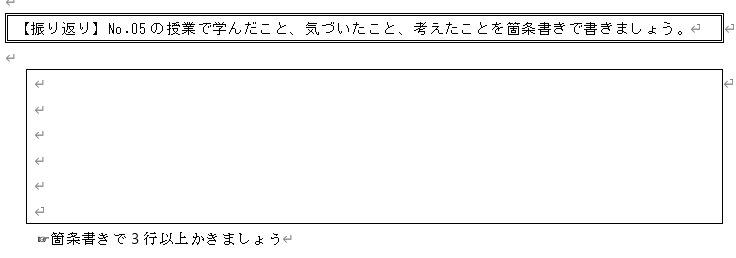 【振り返り】No.05の授業で学んだこと、気づいたこと、考えたことを箇条書きで書きましょう。
☞箇条書きで3行以上かきましょう